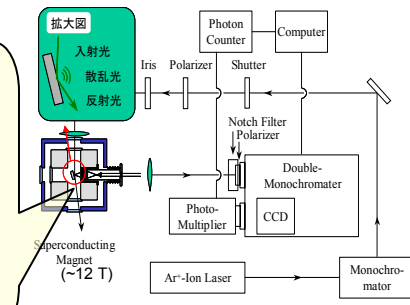 拡大図
入射光
散乱光
反射光
Iris
Polarizer
Shutter
Photon
Counter
Computer
Notch Filter
Polarizer
Double-
Monochromater
Photo-
Multiplier
CCD
Superconducting
Magnet
(~12 T)
Ar⁺-Ion Laser
Monochro-
mator